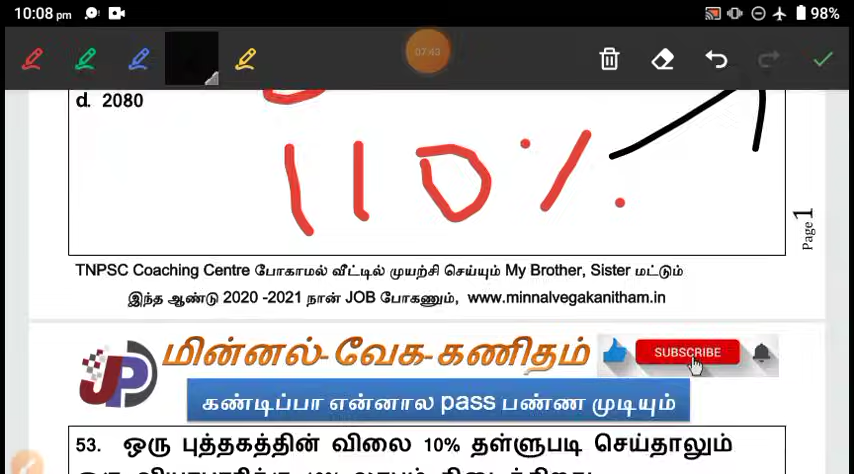 10:08 pm
98%
07:43
d. 2080
110%
Page 1
TNPSC Coaching Centre போகாமல் வீட்டில் முயற்சி செய்யும் My Brother, Sister மட்டும்
இந்த ஆண்டு 2020 -2021 நான் JOB போகணும், www.minnalvegakanitham.in
JP மின்னல்-வேக-கணிதம் SUBSCRIBE
கண்டிப்பா என்னால pass பண்ண முடியும்
53. ஒரு புத்தகத்தின் விலை 10% தள்ளுபடி செய்தாலும்